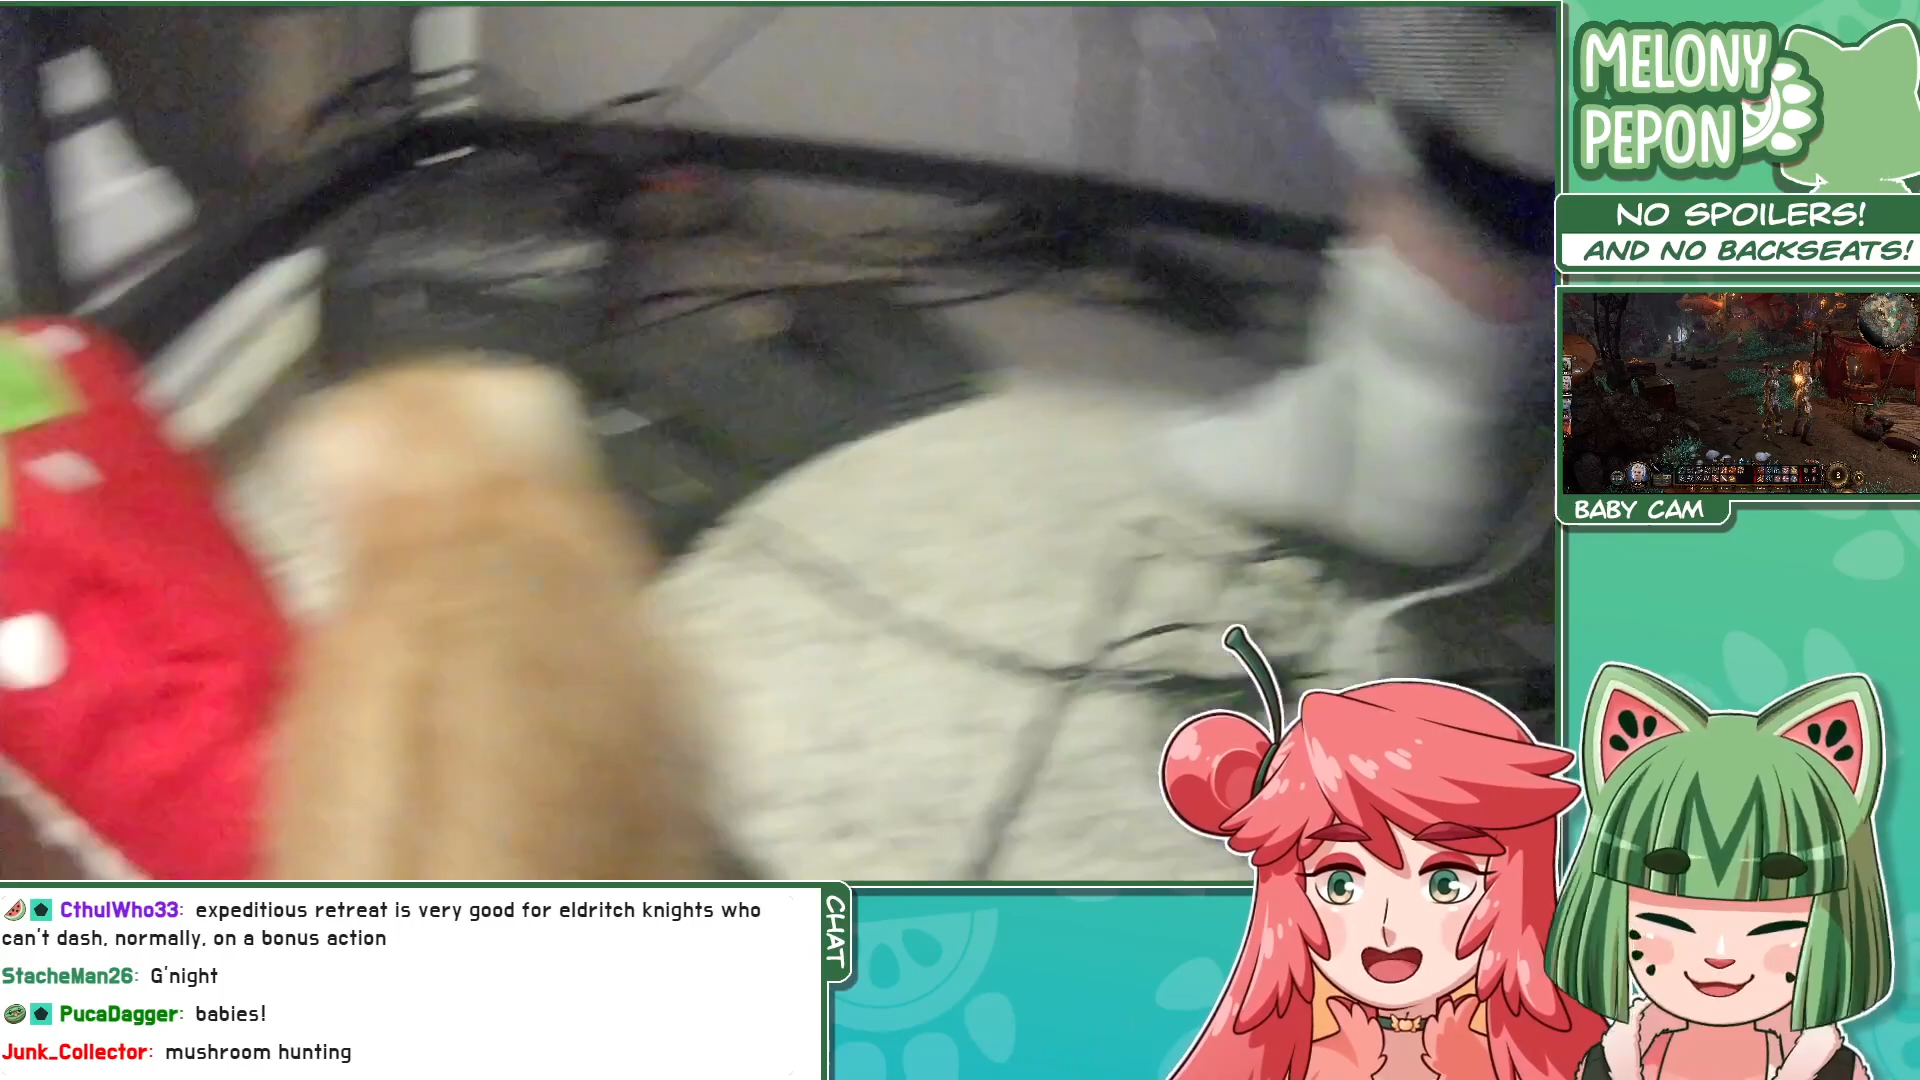 MELONY
PEPON
NO SPOILERS!
AND NO BACKSEATS!
BABY CAM
CthulWho33: expeditious retreat is very good for eldritch knights who
can't dash, normally, on a bonus action
StacheMan26: G'night
PucaDagger: babies!
Junk_Collector: mushroom hunting
CHAT